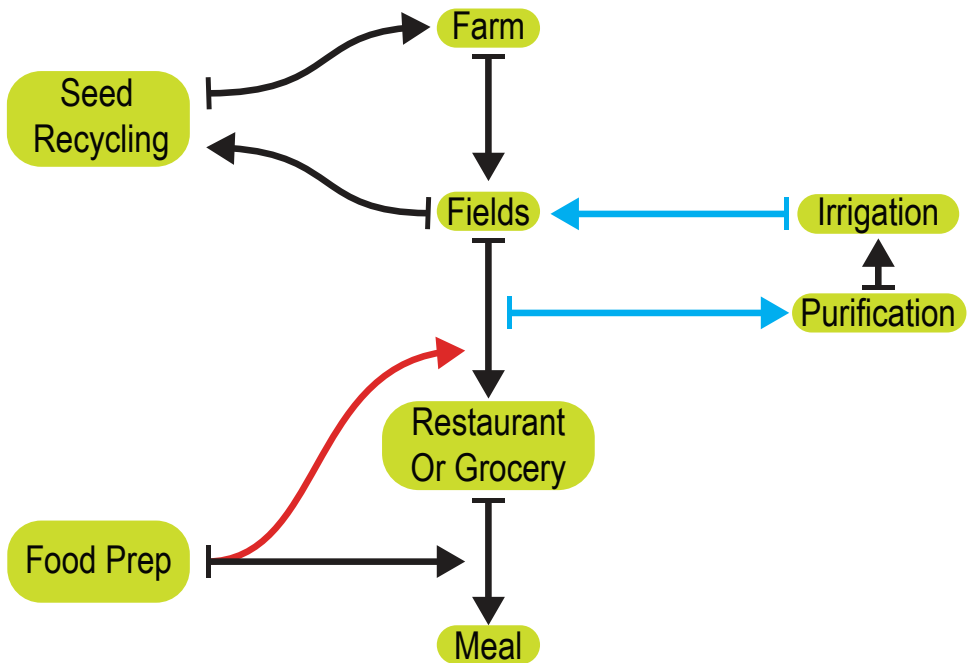 Farm
Seed
Recycling
Fields
Irrigation
Purification
Restaurant
Or Grocery
Food Prep
Meal